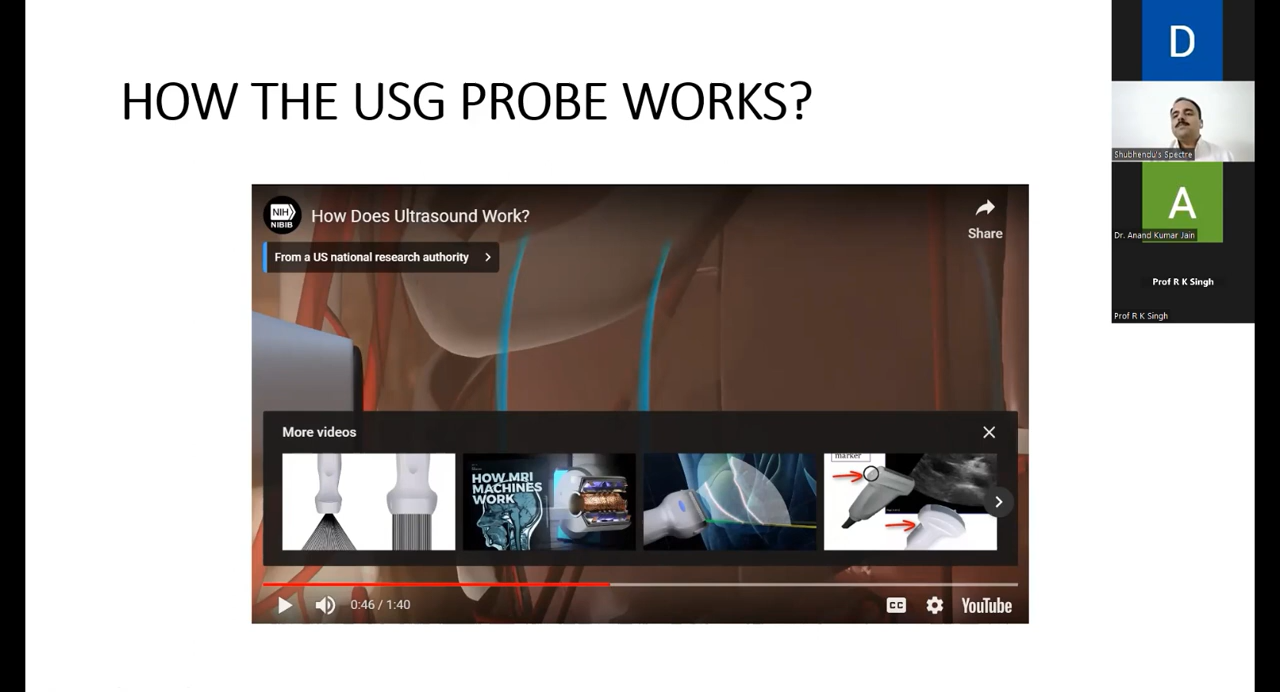 HOW THE USG PROBE WORKS?
NIH
NIBIB
How Does Ultrasound Work?
Share
From a US national research authority
More videos
HOW MRI
MACHINES
WORK
marker
0:46 / 1:40
CC
YouTube
D
Shubhendu's Spectre
A
Dr. Anand Kumar Jain
Prof R K Singh
Prof R K Singh